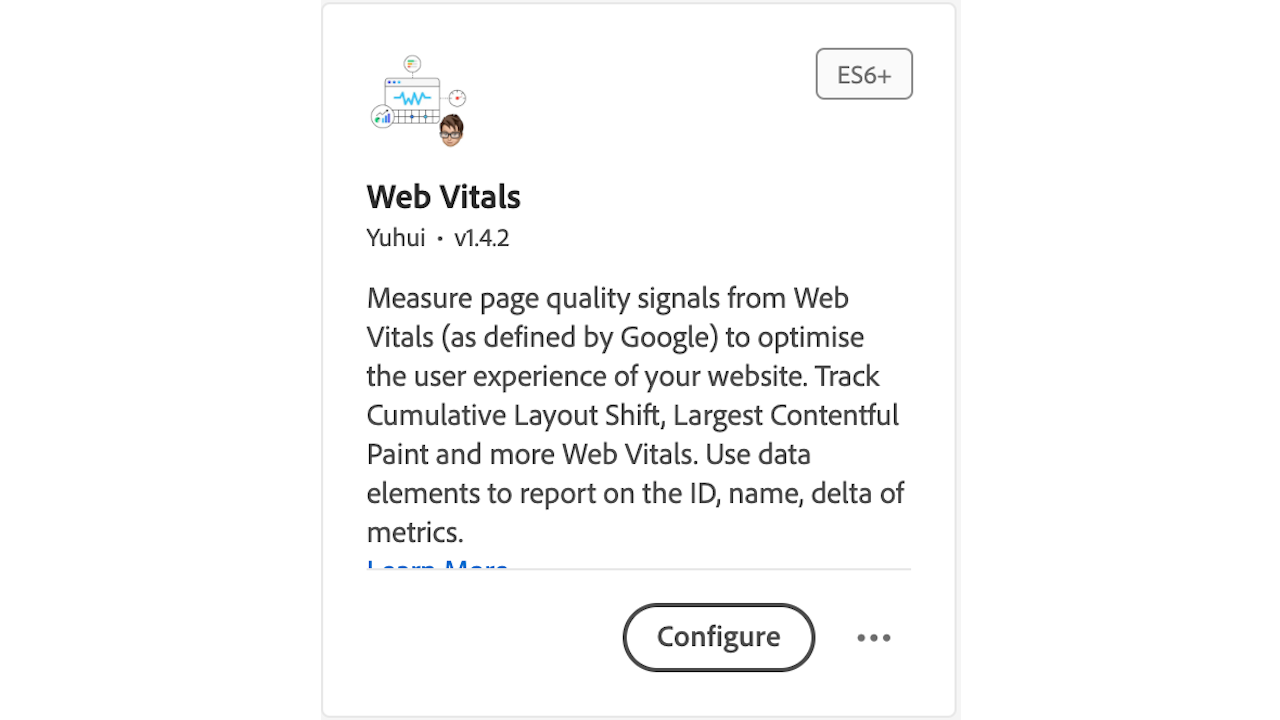 ES6+
Web Vitals
Yuhui · v1.4.2
Measure page quality signals from Web
Vitals (as defined by Google) to optimise
the user experience of your website. Track
Cumulative Layout Shift, Largest Contentful
Paint and more Web Vitals. Use data
elements to report on the ID, name, delta of
metrics.
Learn More
Configure